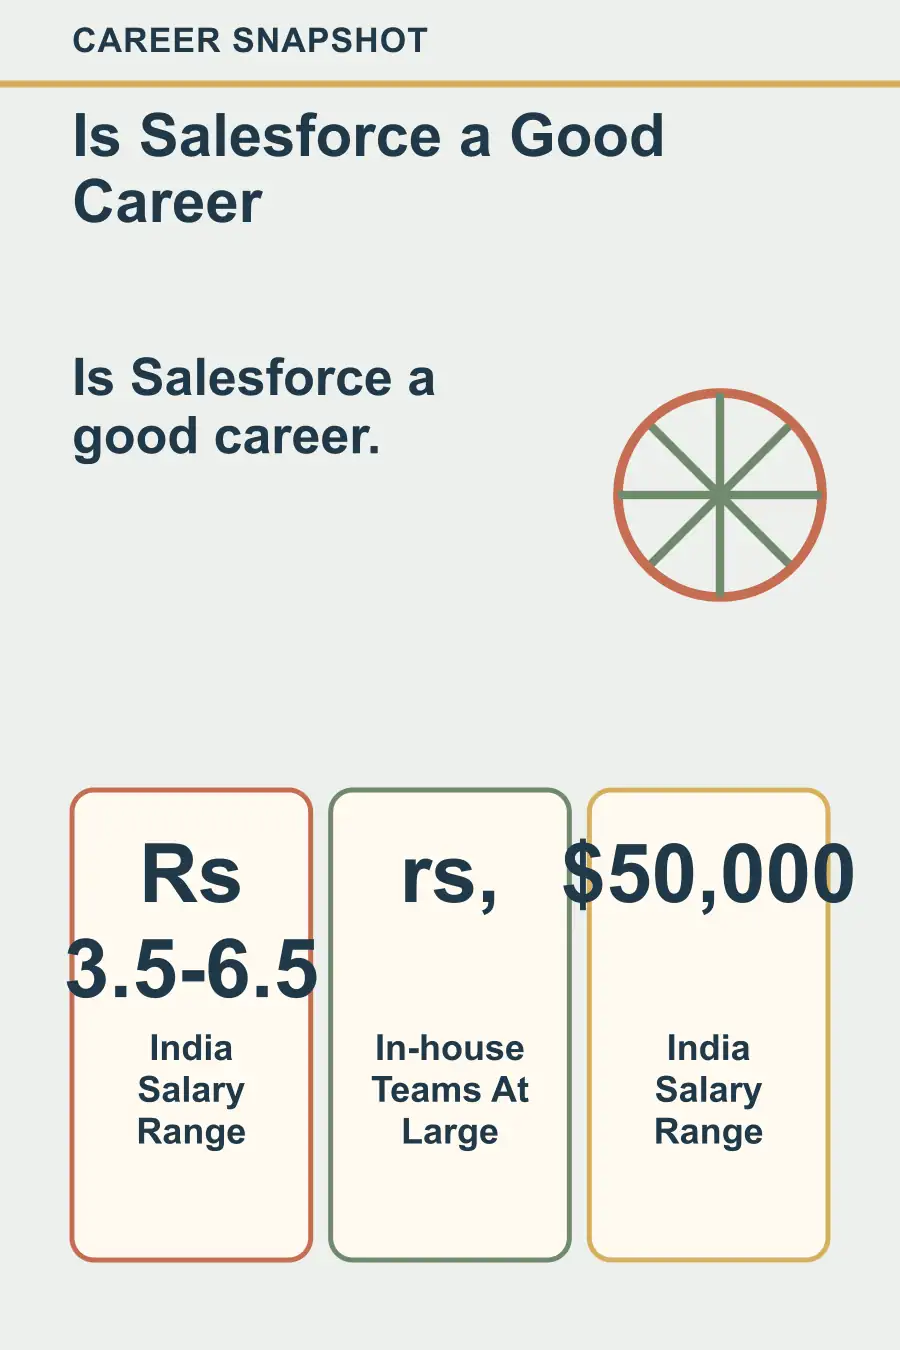 CAREER SNAPSHOT
Is Salesforce a Good
Career
Is Salesforce a
good career.
Rs
3.5-6.5
India
Salary
Range
rs,
In-house
Teams At
Large
$50,000
India
Salary
Range